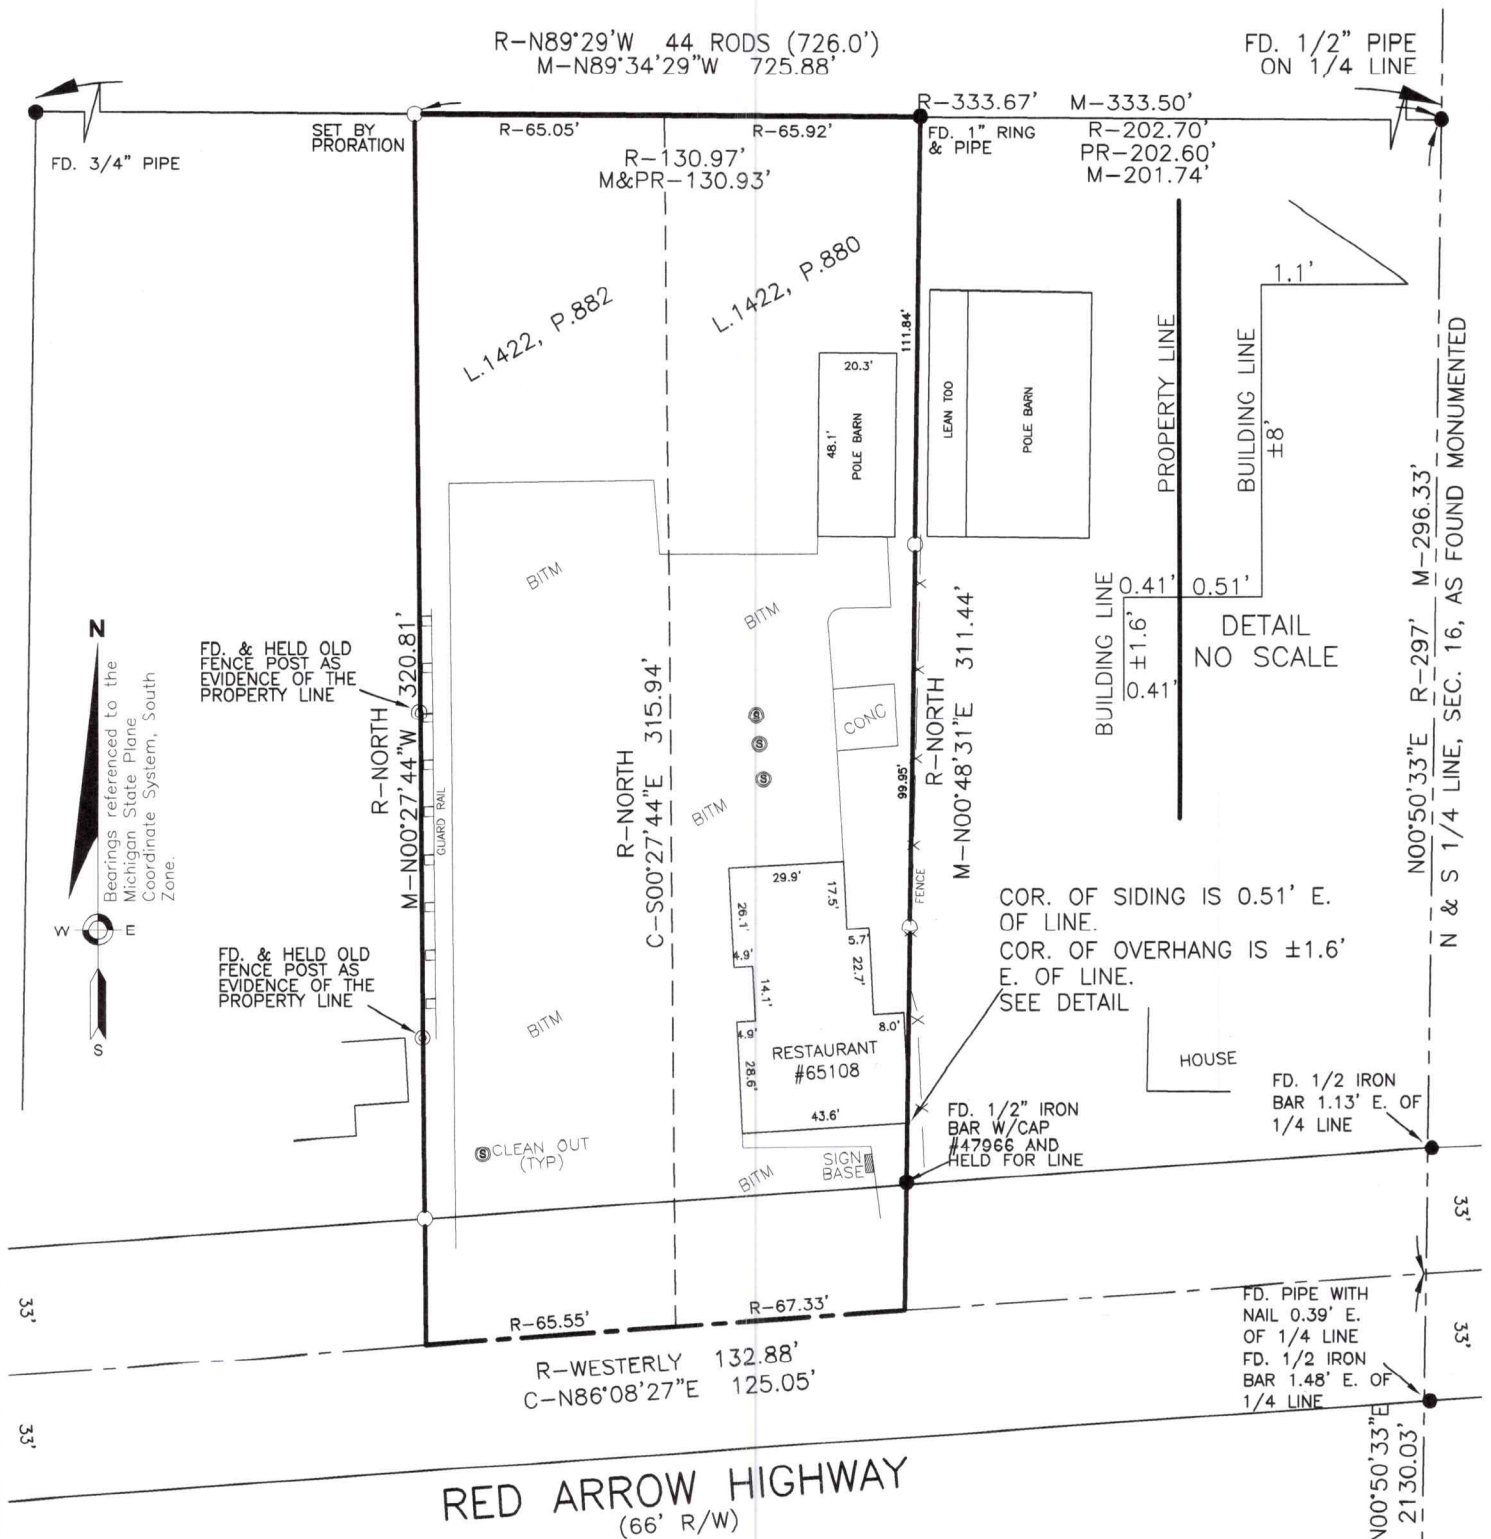 R-N89°29'W 44 RODS (726.0')
M-N89°34'29"W 725.88'
FD. 1/2" PIPE
ON 1/4 LINE
R-333.67' M-333.50'
SET BY
PRORATION
R-65.05'
R-65.92'
FD. 1" RING
& PIPE
R-202.70'
PR-202.60'
M-201.74'
FD. 3/4" PIPE
R-130.97'
M&PR-130.93'
L.1422, P.882
L.1422, P.880
111.84'
20.3'
48.1'
POLE BARN
LEAN TOO
POLE BARN
PROPERTY LINE
BUILDING LINE
±8'
1.1'
BUILDING LINE
±1.6'
0.41'
0.51'
0.41'
DETAIL
NO SCALE
N00°50'33"E R-297' M-296.33'
N & S 1/4 LINE, SEC. 16, AS FOUND MONUMENTED
BITM
BITM
N
Bearings referenced to the
Michigan State Plane
Coordinate System, South
Zone.
W
E
S
FD. & HELD OLD
FENCE POST AS
EVIDENCE OF THE
PROPERTY LINE
R-NORTH
M-N00°27'44"W 320.81'
GUARD RAIL
R-NORTH
C-S00°27'44"E 315.94'
S
S
S
CONC
BITM
99.95'
R-NORTH
M-N00°48'31"E 311.44'
FENCE
29.9'
17.5'
26.1'
5.7'
4.9'
22.7'
14.1'
8.0'
4.9'
28.6'
RESTAURANT
#65108
43.6'
COR. OF SIDING IS 0.51' E.
OF LINE.
COR. OF OVERHANG IS ±1.6'
E. OF LINE.
SEE DETAIL
FD. & HELD OLD
FENCE POST AS
EVIDENCE OF THE
PROPERTY LINE
BITM
HOUSE
FD. 1/2 IRON
BAR 1.13' E. OF
1/4 LINE
FD. 1/2" IRON
BAR W/CAP
#47966 AND
HELD FOR LINE
S
CLEAN OUT
(TYP)
BITM
SIGN
BASE
33'
33'
33'
33'
R-65.55'
R-67.33'
R-WESTERLY 132.88'
C-N86°08'27"E 125.05'
FD. PIPE WITH
NAIL 0.39' E.
OF 1/4 LINE
FD. 1/2 IRON
BAR 1.48' E. OF
1/4 LINE
N00°50'33"E
2130.03'
RED ARROW HIGHWAY
(66' R/W)